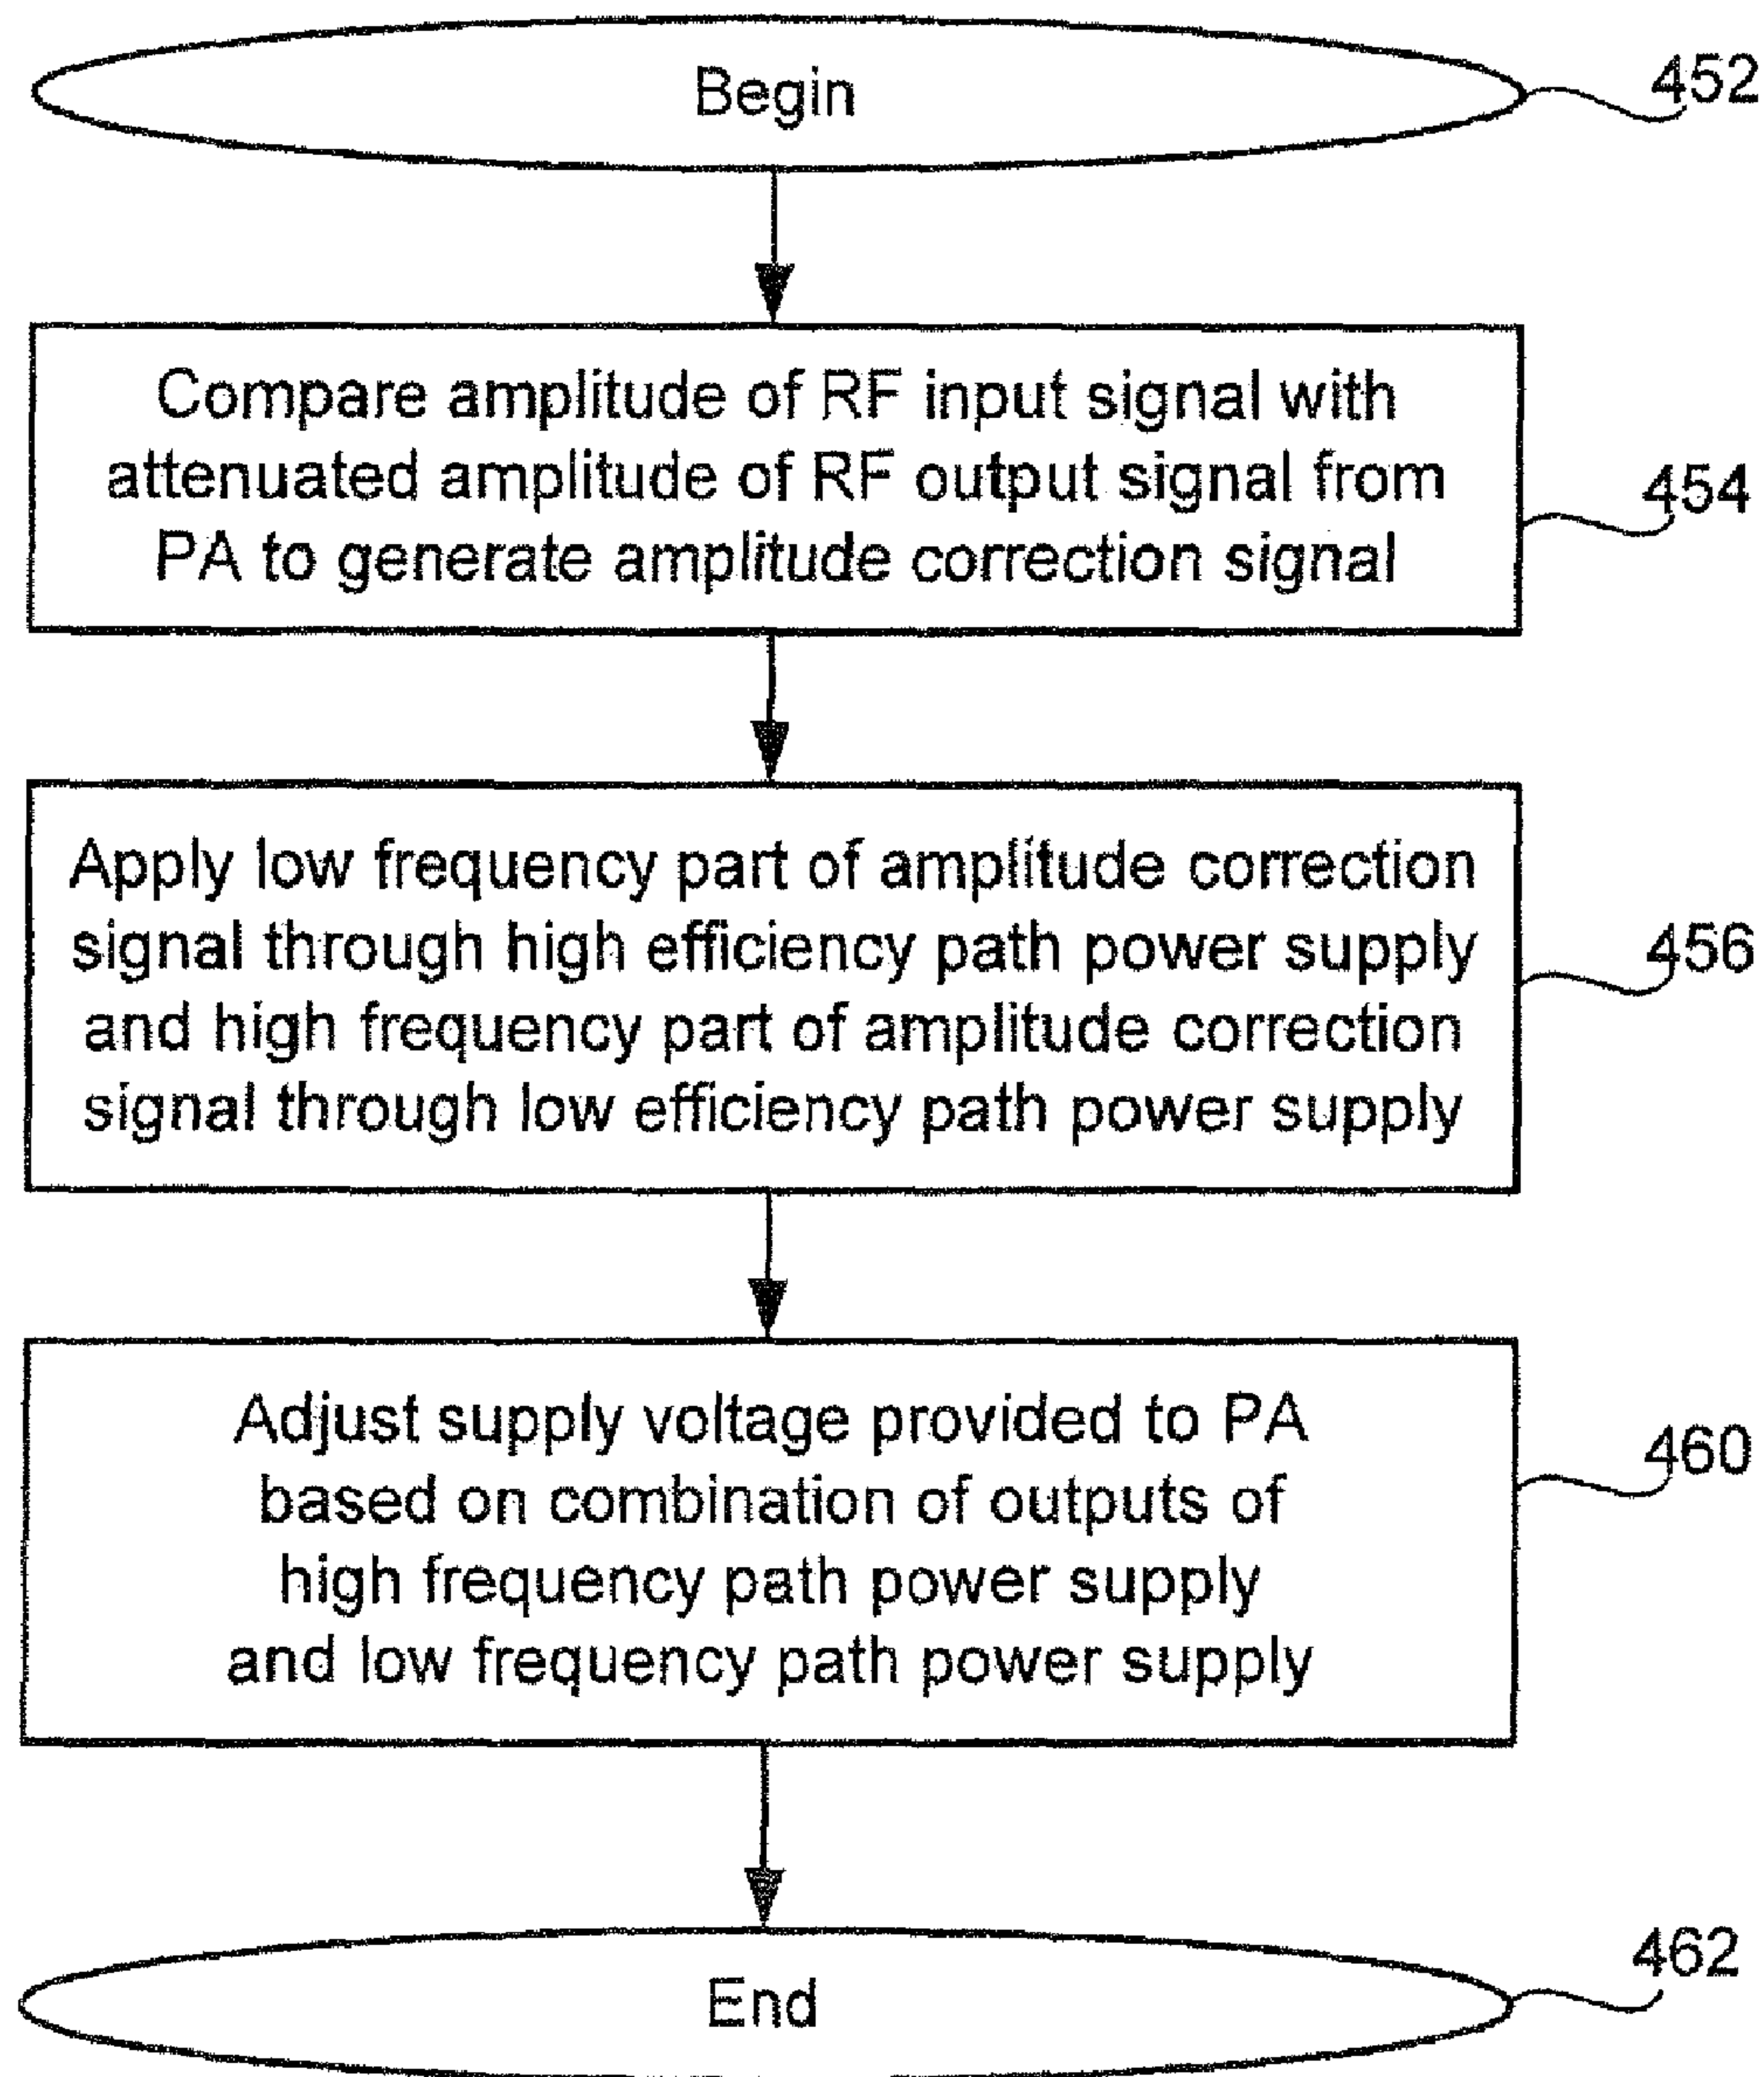 Begin
452
Compare amplitude of RF input signal with
attenuated amplitude of RF output signal from
PA to generate amplitude correction signal
454
Apply low frequency part of amplitude correction
signal through high efficiency path power supply
and high frequency part of amplitude correction
signal through low efficiency path power supply
456
Adjust supply voltage provided to PA
based on combination of outputs of
high frequency path power supply
and low frequency path power supply
460
End
462